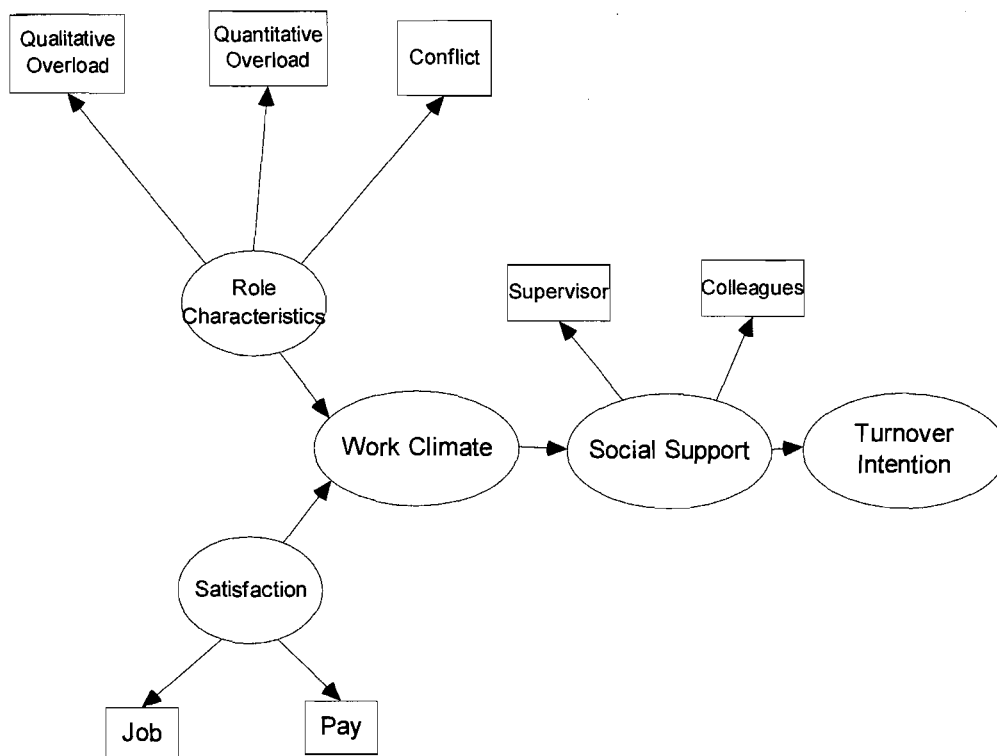 Qualitative
Overload
Quantitative
Overload
Conflict
Role
Characteristics
Supervisor
Colleagues
Work Climate
Social Support
Turnover
Intention
Satisfaction
Job
Pay